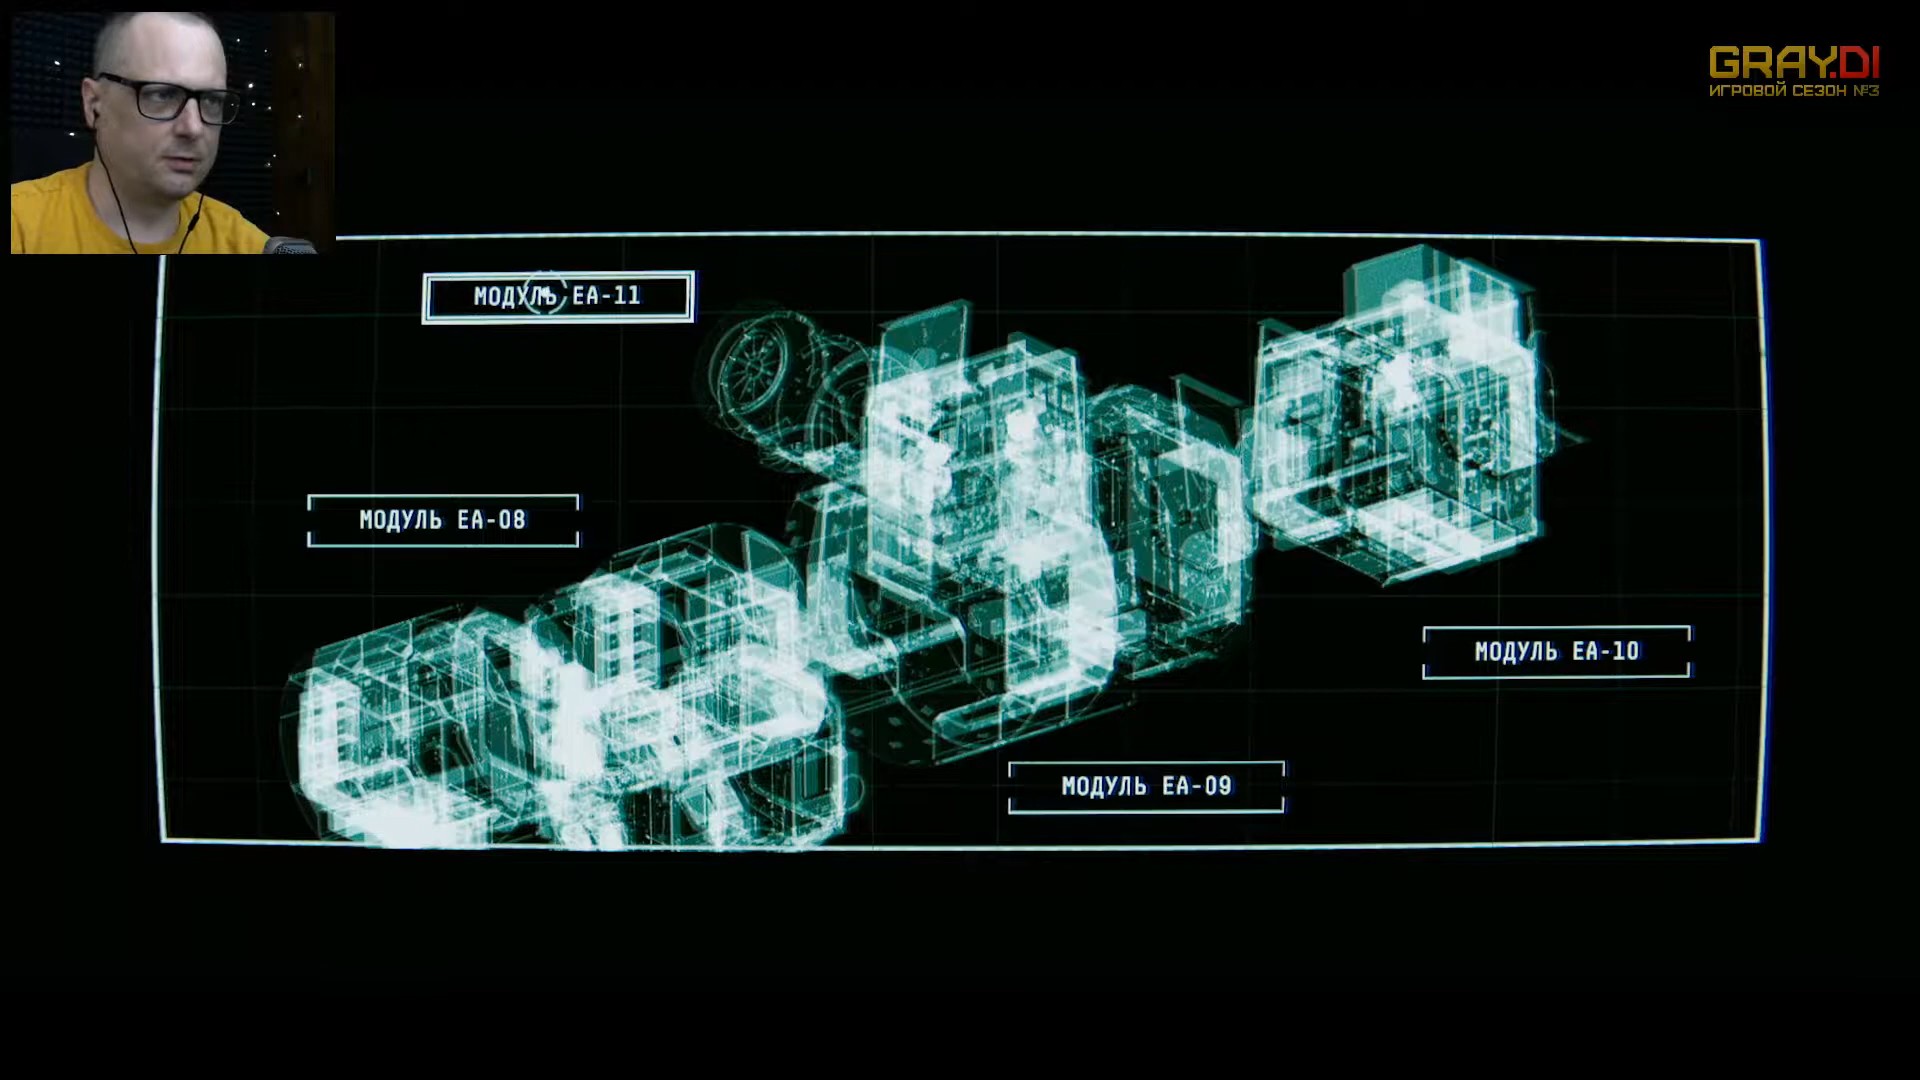 GRAY.DI
ИГРОВОЙ СЕЗОН №3
МОДУЛЬ EA-11
МОДУЛЬ EA-08
МОДУЛЬ EA-10
МОДУЛЬ EA-09